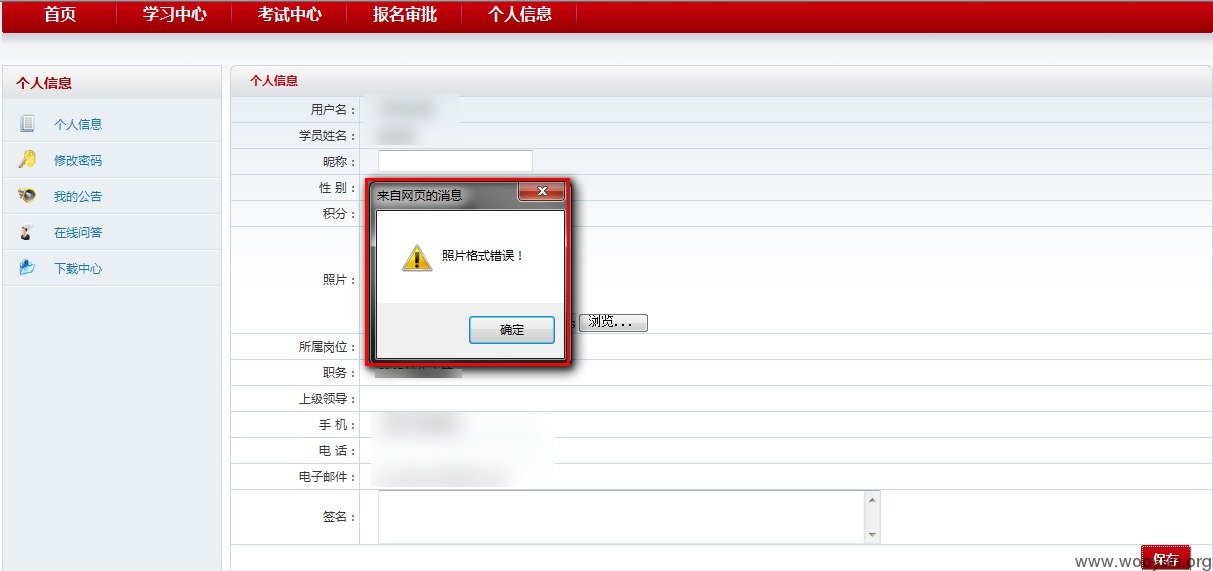 首页 学习中心 考试中心 报名审批 个人信息
个人信息
个人信息
修改密码
我的公告
在线问答
下载中心
个人信息
用户名：
学员姓名：
昵称：
性 别：
积分：
照片：
浏览...
所属岗位：
职务：
上级领导：
手 机：
电 话：
电子邮件：
签名：
保存
来自网页的消息
照片格式错误！
确定